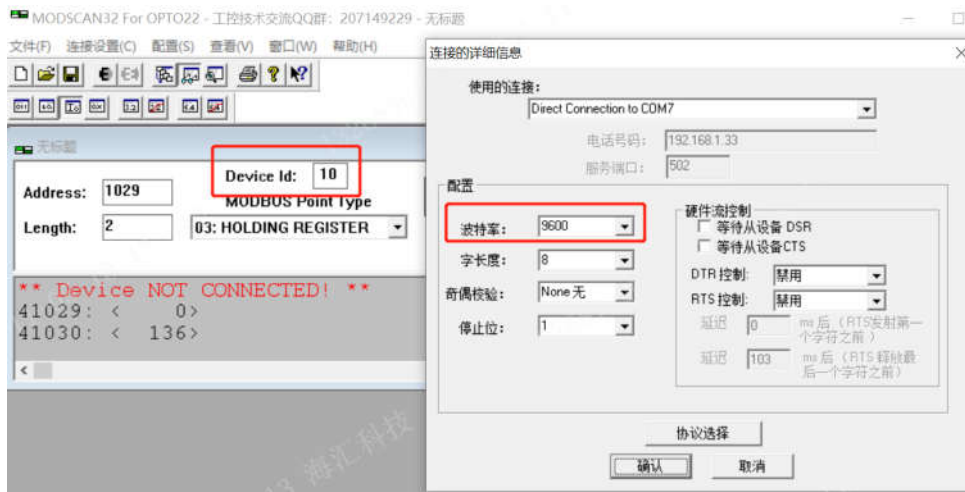 MODSCAN32 For OPTO22 - 工控技术交流QQ群：207149229 - 无标题
文件(F) 连接设置(C) 配置(S) 查看(V) 窗口(W) 帮助(H)
无标题
Device Id: 10
Address: 1029
MODBUS Point Type
Length: 2
03: HOLDING REGISTER
** Device NOT CONNECTED! **
41029: < 0>
41030: < 136>
连接的详细信息
使用的连接：
Direct Connection to COM7
电话号码： 192.168.1.33
服务端口： 502
配置
波特率： 9600
字长度： 8
奇偶校验： None 无
停止位： 1
硬件流控制
等待从设备 DSR
等待从设备CTS
DTR 控制: 禁用
RTS 控制: 禁用
延迟 0 ms 后（RTS发射第一
个字符之前）
延迟 103 ms 后（RTS 释放最
后一个字符之前）
协议选择
确认 取消
海汇科技